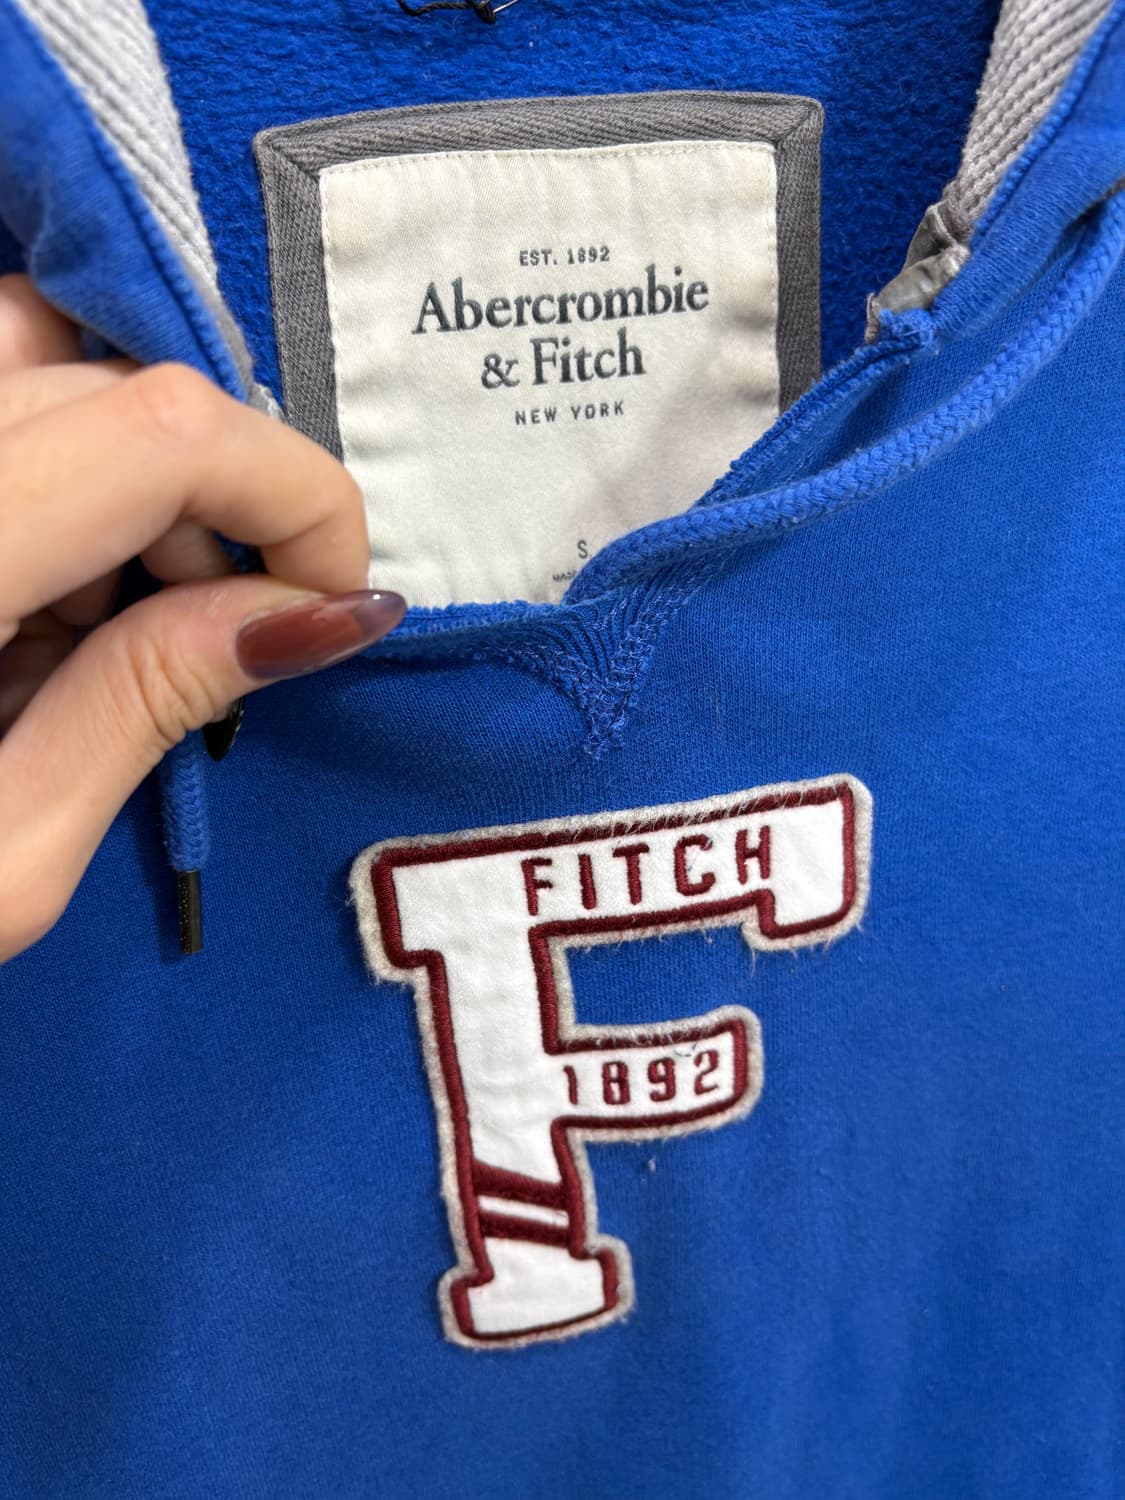 EST. 1892
Abercrombie
& Fitch
NEW YORK
S
FITCH
1892